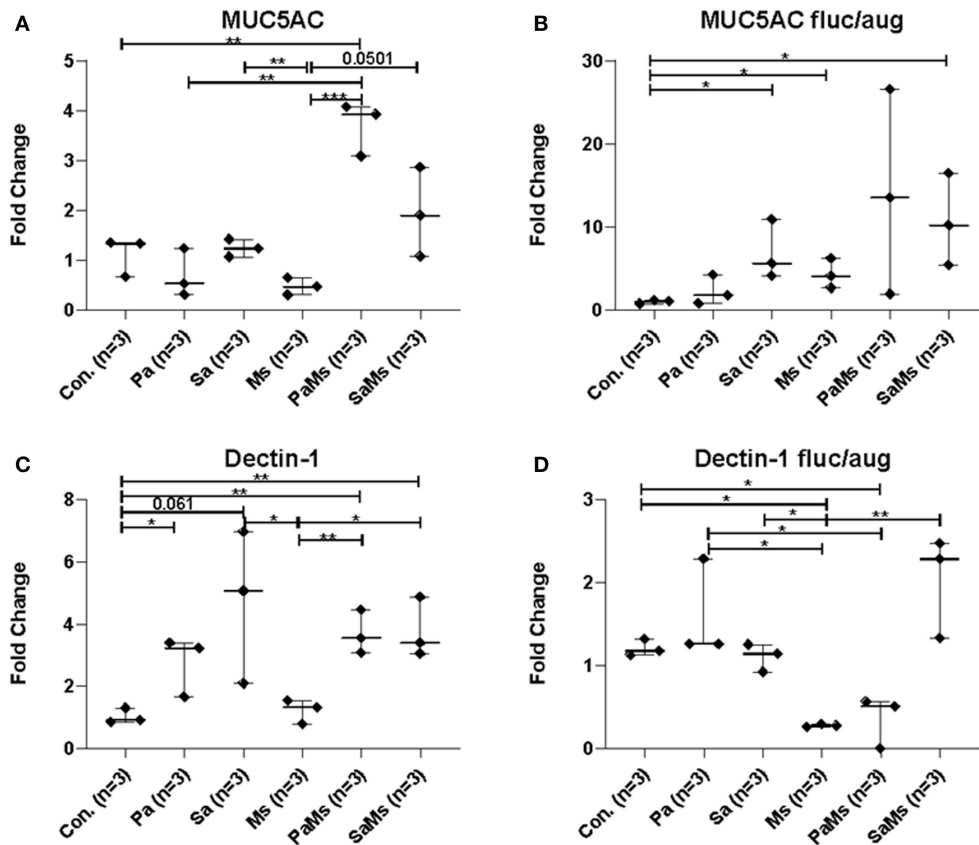 A
MUC5AC
**
** 0.0501
**
***
Fold Change
5
4
3
2
1
0
Con. (n=3)
Pa (n=3)
Sa (n=3)
Ms (n=3)
PaMs (n=3)
SaMs (n=3)
B
MUC5AC fluc/aug
*
*
*
Fold Change
30
20
10
0
Con. (n=3)
Pa (n=3)
Sa (n=3)
Ms (n=3)
PaMs (n=3)
SaMs (n=3)
C
Dectin-1
**
**
0.061
* * *
**
Fold Change
8
6
4
2
0
Con. (n=3)
Pa (n=3)
Sa (n=3)
Ms (n=3)
PaMs (n=3)
SaMs (n=3)
D
Dectin-1 fluc/aug
*
*
* **
*
*
Fold Change
3
2
1
0
Con. (n=3)
Pa (n=3)
Sa (n=3)
Ms (n=3)
PaMs (n=3)
SaMs (n=3)